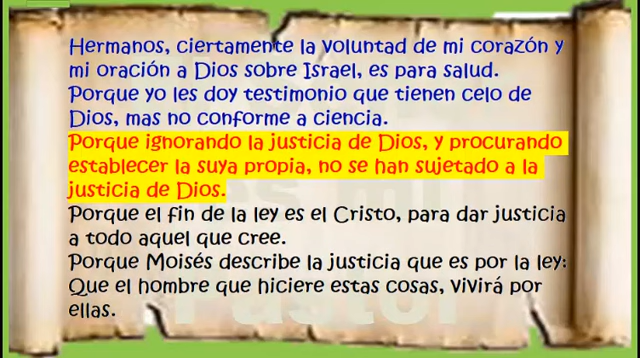 Hermanos, ciertamente la voluntad de mi corazón y
mi oración a Dios sobre Israel, es para salud.
Porque yo les doy testimonio que tienen celo de
Dios, mas no conforme a ciencia.
Porque ignorando la justicia de Dios, y procurando
establecer la suya propia, no se han sujetado a la
justicia de Dios.
Porque el fin de la ley es el Cristo, para dar justicia
a todo aquel que cree.
Porque Moisés describe la justicia que es por la ley:
Que el hombre que hiciere estas cosas, vivirá por
ellas.
es mi
Pastor